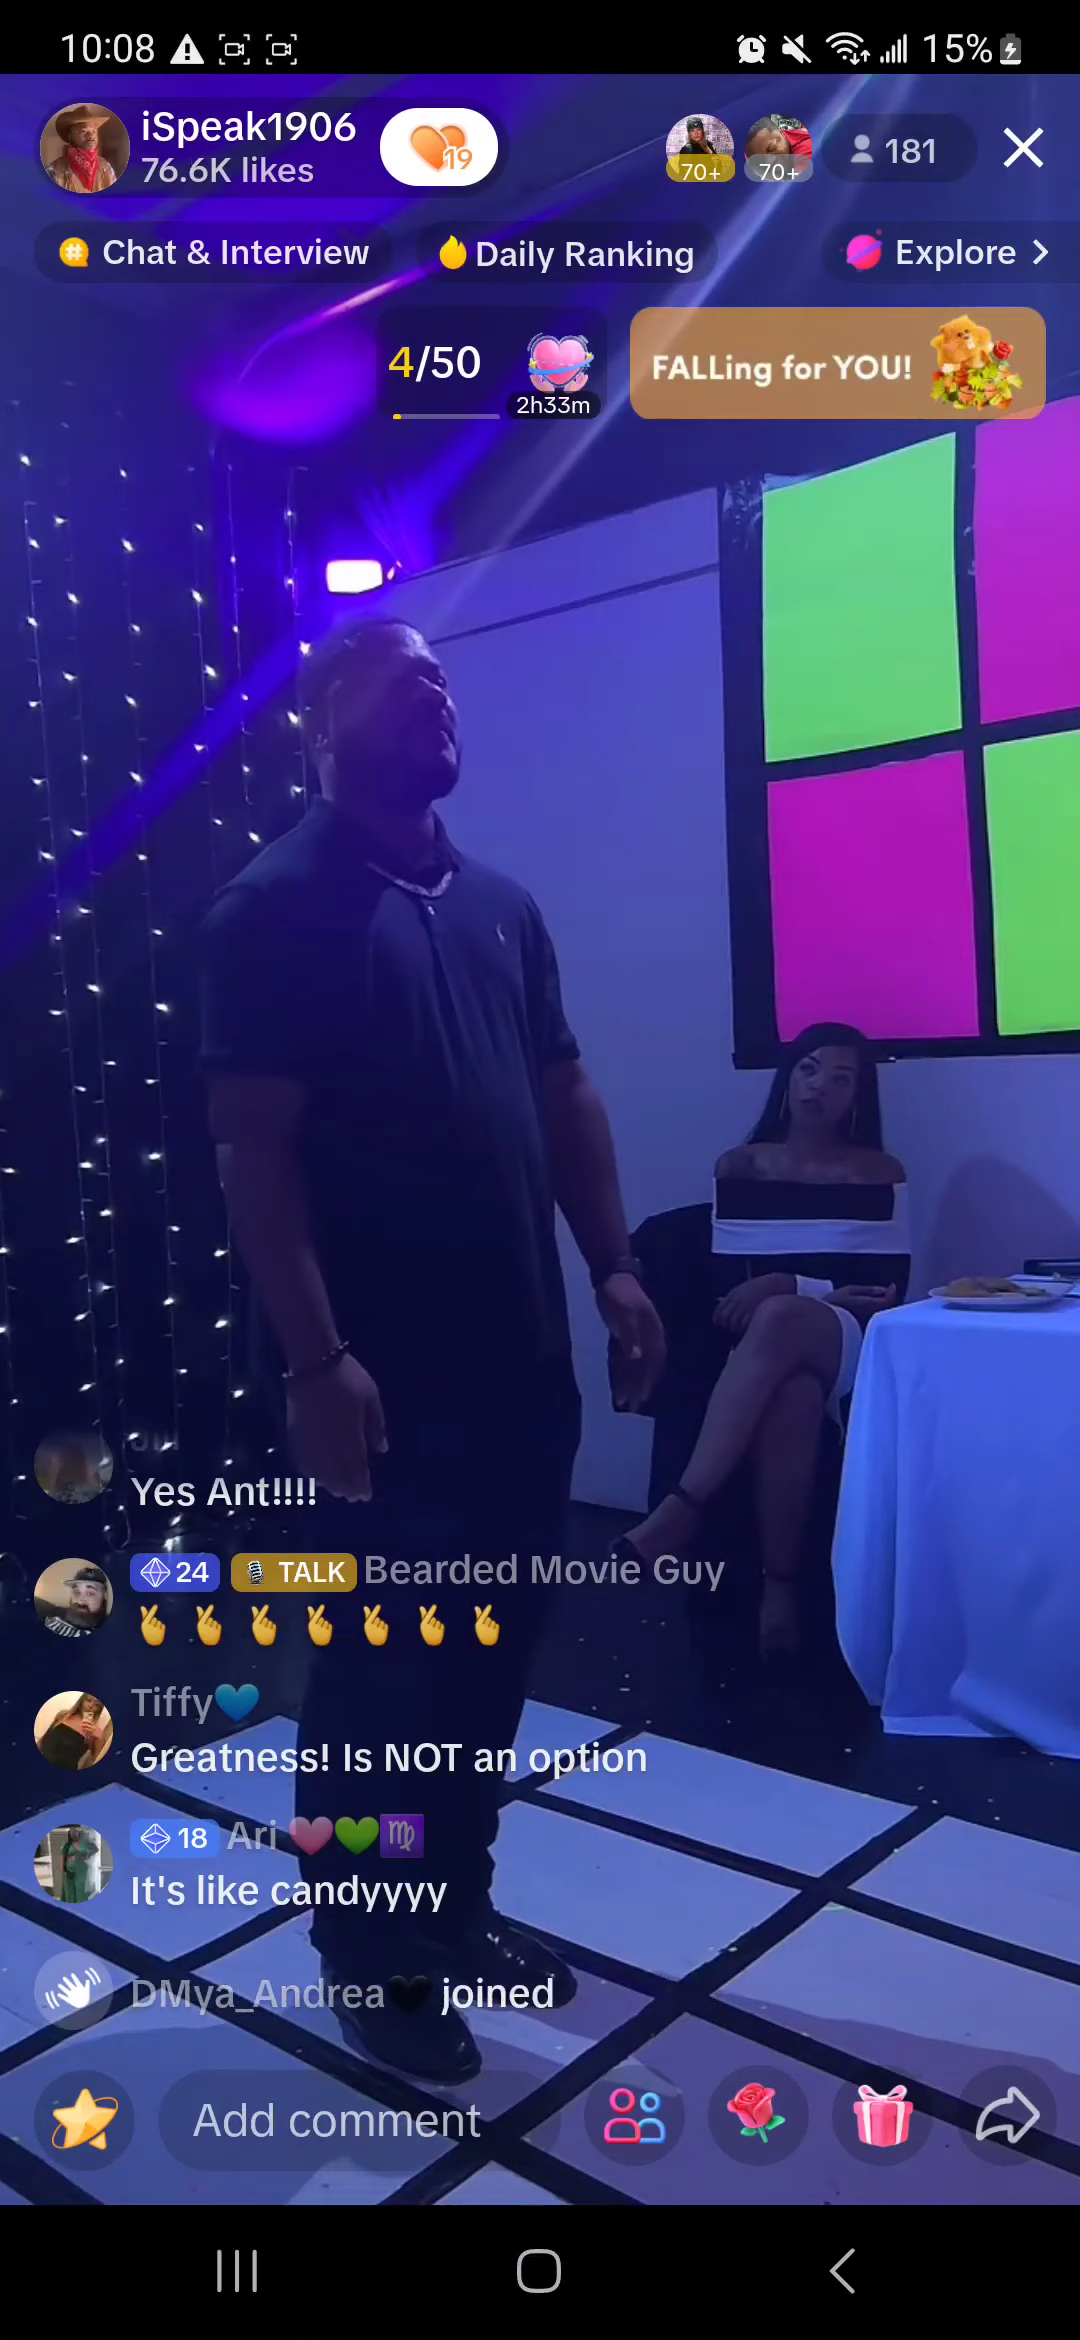 10:08
15%
iSpeak1906
76.6K likes
19
70+
70+
181
# Chat & Interview
Daily Ranking
Explore >
4/50
2h33m
FALLing for YOU!
Yes Ant!!!!
24 TALK Bearded Movie Guy
🫰 🫰 🫰 🫰 🫰 🫰 🫰
Tiffy💙
Greatness! Is NOT an option
18 Ari 🩷💚♍
It's like candyyyy
DMya_Andrea🖤 joined
Add comment